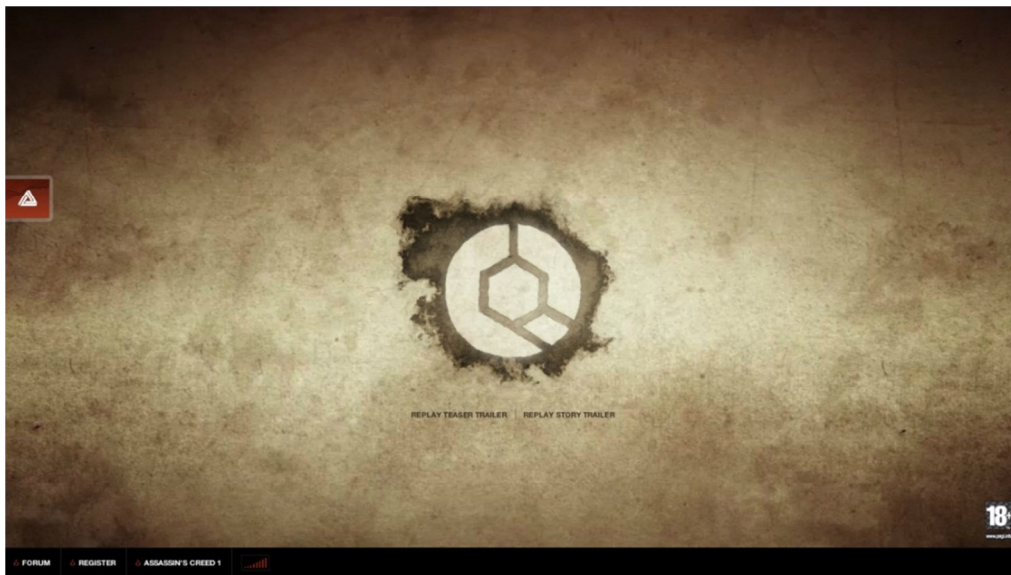 REPLAY TEASER TRAILER | REPLAY STORY TRAILER
18+
FORUM REGISTER ASSASSIN'S CREED 1